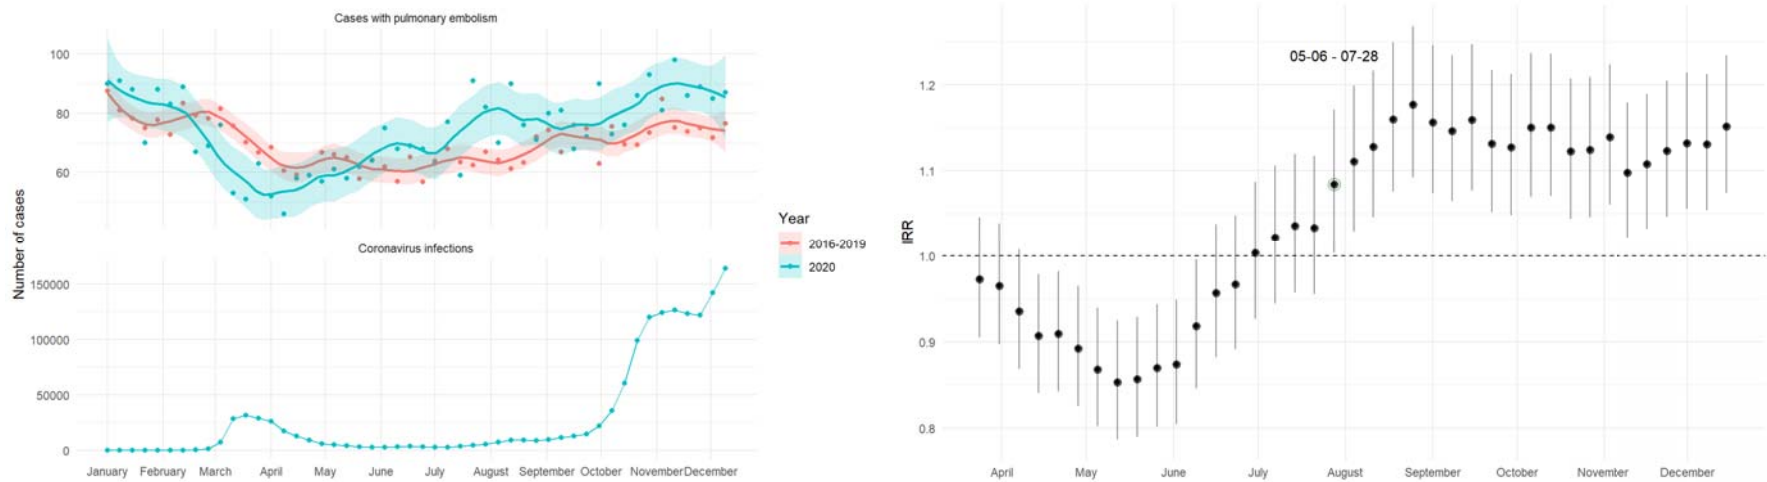 Cases with pulmonary embolism
100
80
60
Number of cases
Coronavirus infections
150000
100000
50000
0
January February March April May June July August September October November December
Year
2016-2019
2020
05-06 - 07-28
IRR
1.2
1.1
1.0
0.9
0.8
April May June July August September October November December